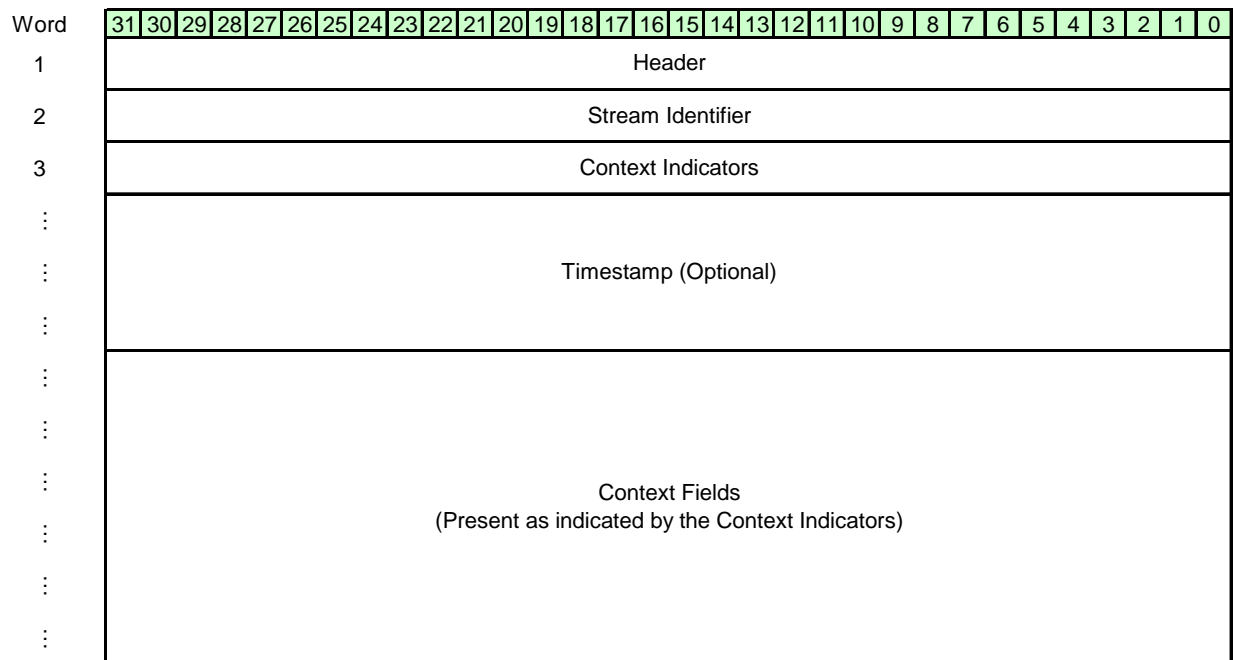 Word 31 30 29 28 27 26 25 24 23 22 21 20 19 18 17 16 15 14 13 12 11 10 9 8 7 6 5 4 3 2 1 0
1 Header
2 Stream Identifier
3 Context Indicators
⋮
⋮ Timestamp (Optional)
⋮
⋮
⋮
⋮ Context Fields
(Present as indicated by the Context Indicators)
⋮
⋮
⋮